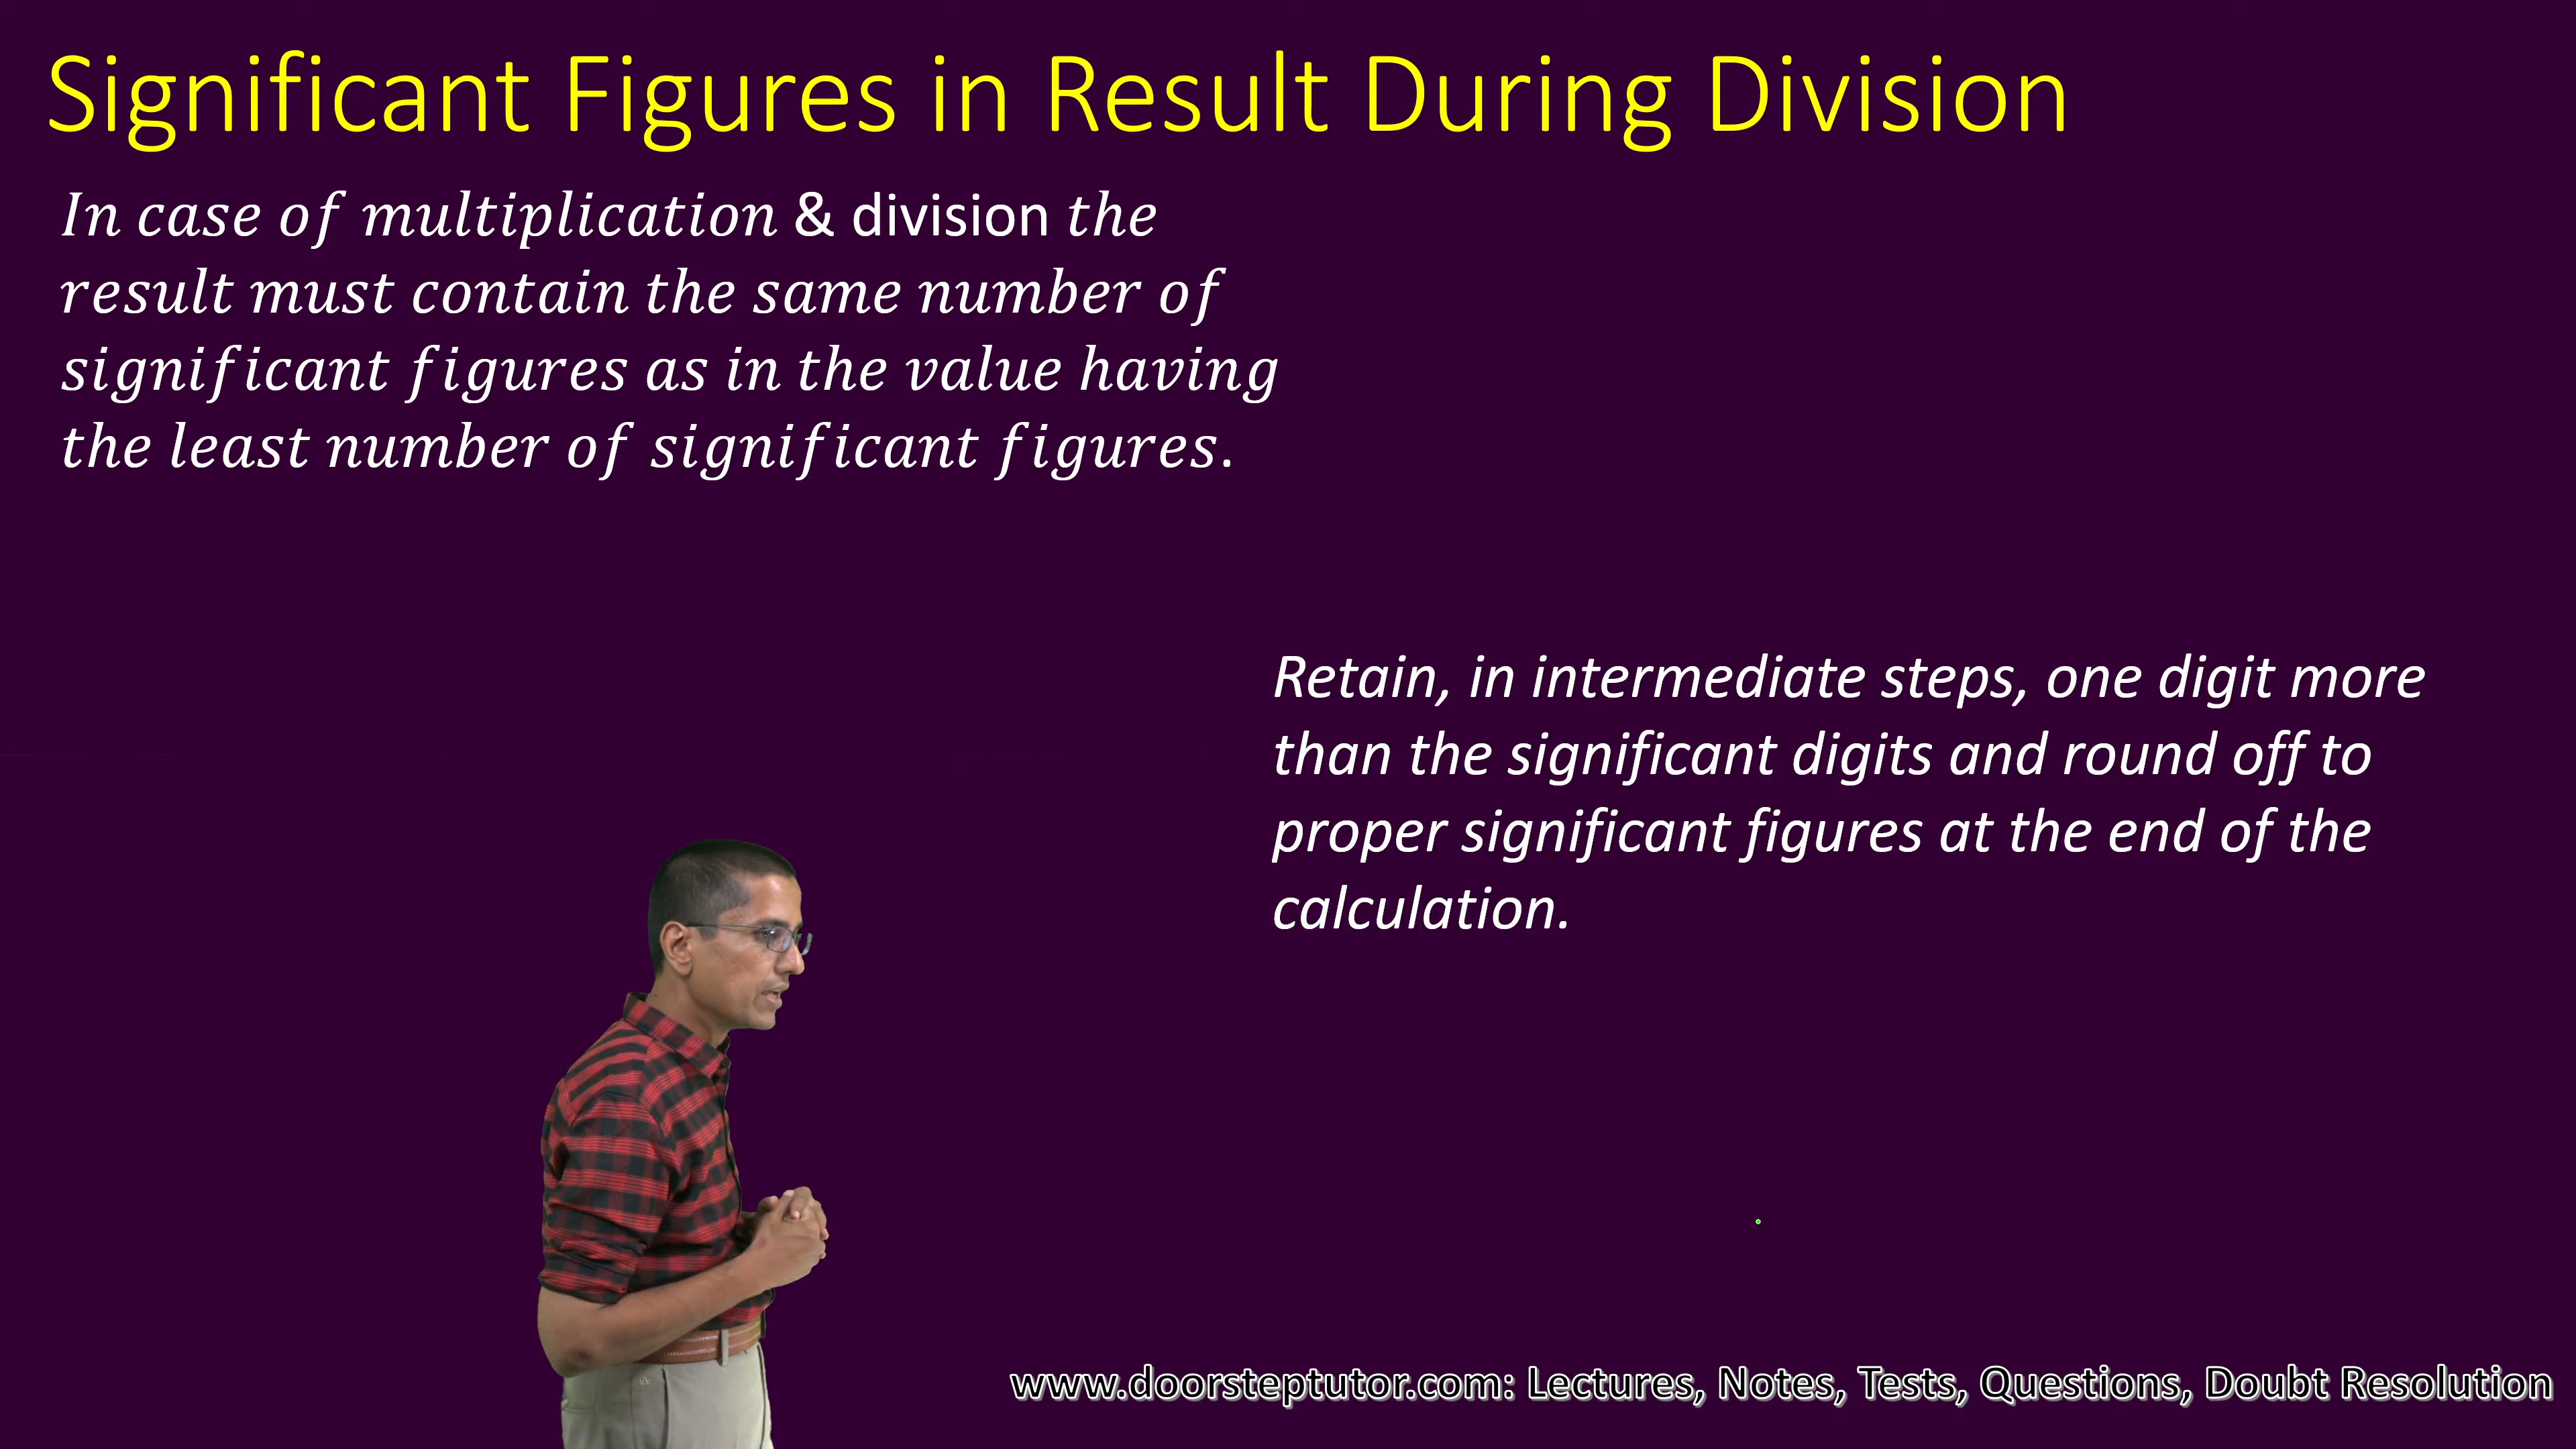 Significant Figures in Result During Division
In case of multiplication & division the
result must contain the same number of
significant figures as in the value having
the least number of significant figures.
Retain, in intermediate steps, one digit more
than the significant digits and round off to
proper significant figures at the end of the
calculation.
www.doorsteptutor.com: Lectures, Notes, Tests, Questions, Doubt Resolution